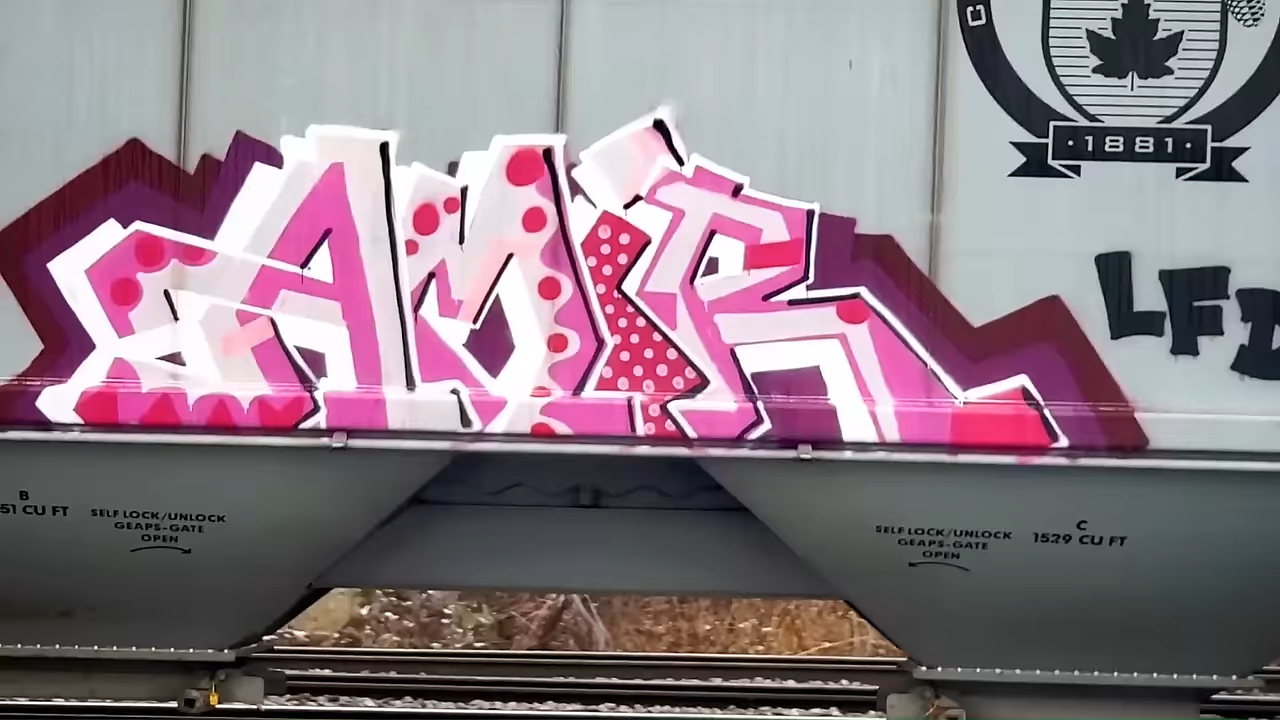 1881
AMIR
B
51 CU FT
SELF LOCK/UNLOCK
GEAPS-GATE
OPEN
SELF LOCK/UNLOCK
GEAPS-GATE
OPEN
C
1529 CU FT